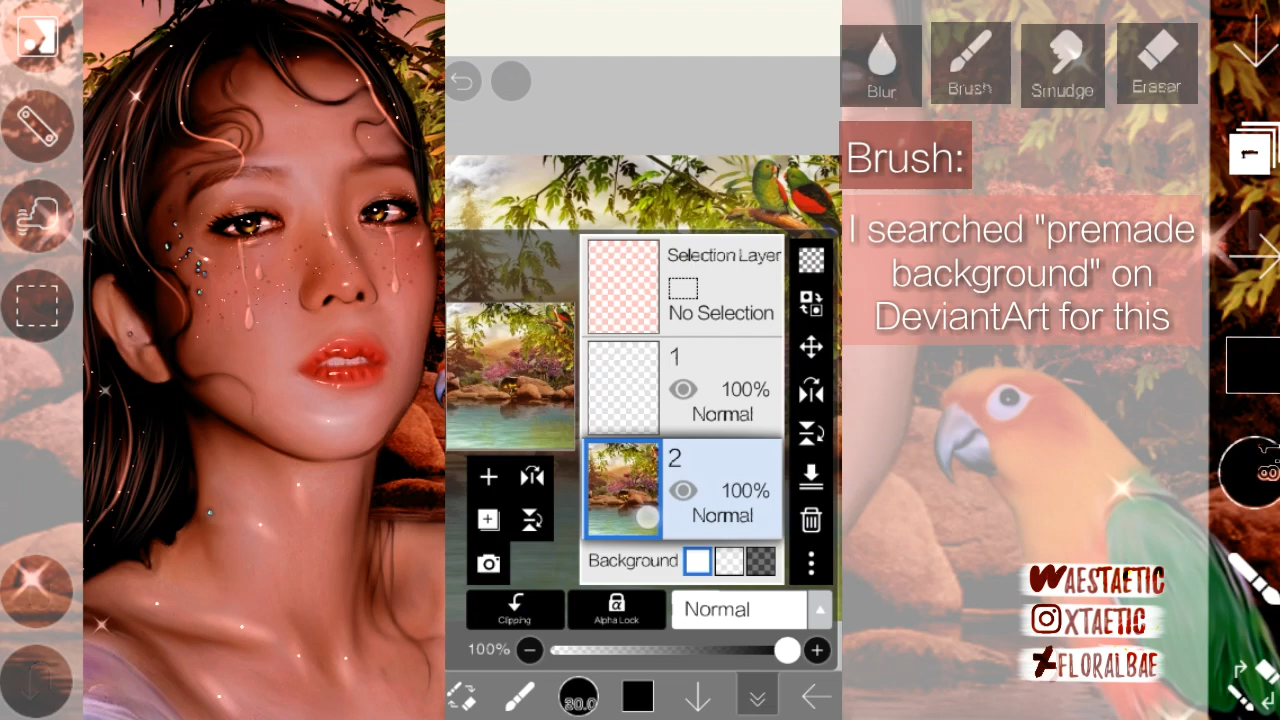 Blur
Brush
Smudge
Eraser
Brush:
I searched "premade
background" on
DeviantArt for this
Selection Layer
No Selection
1
100%
Normal
2
100%
Normal
Background
Clipping
Alpha Lock
Normal
100%
30.0
WAESTAETIC
XTAETIC
FLORALBAE